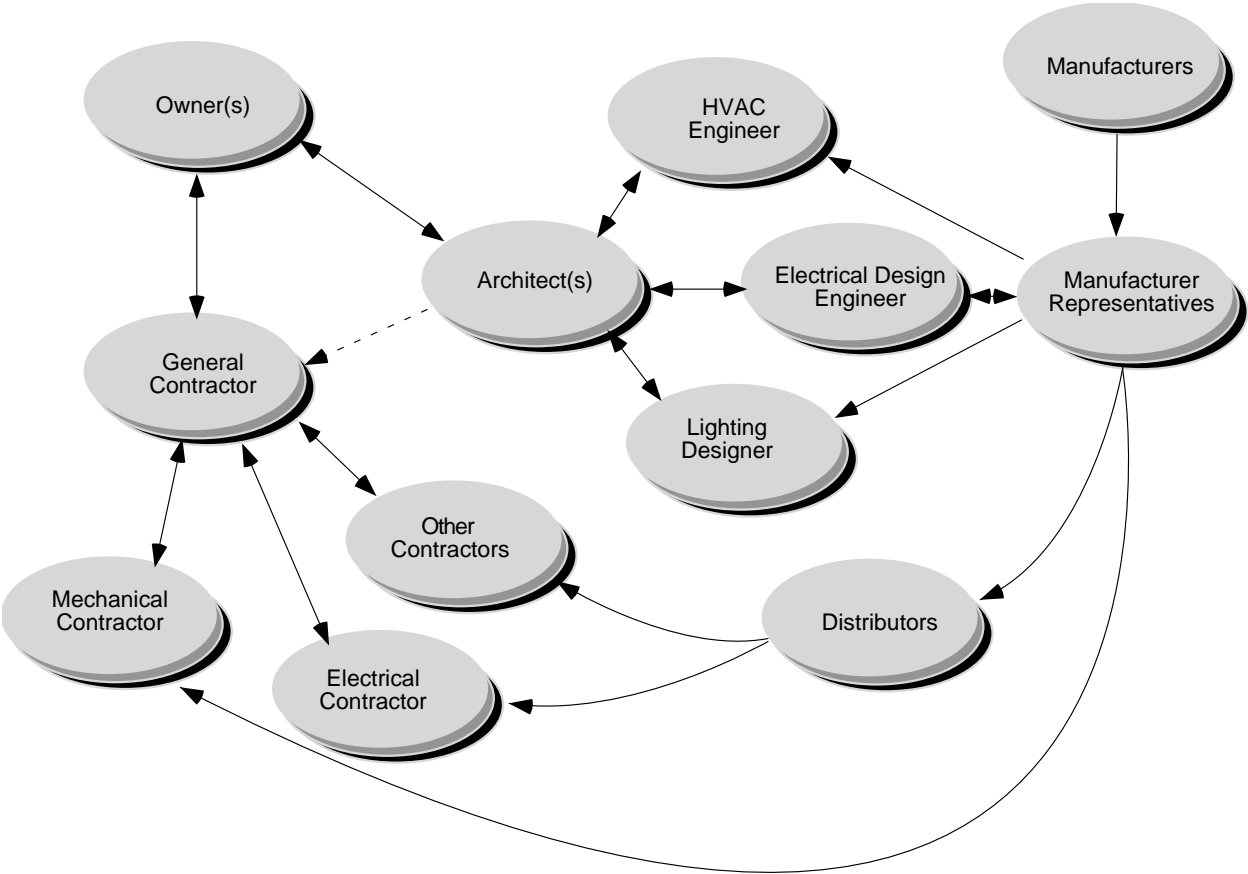 Owner(s)
HVAC
Engineer
Manufacturers
Architect(s)
Electrical Design
Engineer
Manufacturer
Representatives
General
Contractor
Lighting
Designer
Other
Contractors
Mechanical
Contractor
Distributors
Electrical
Contractor